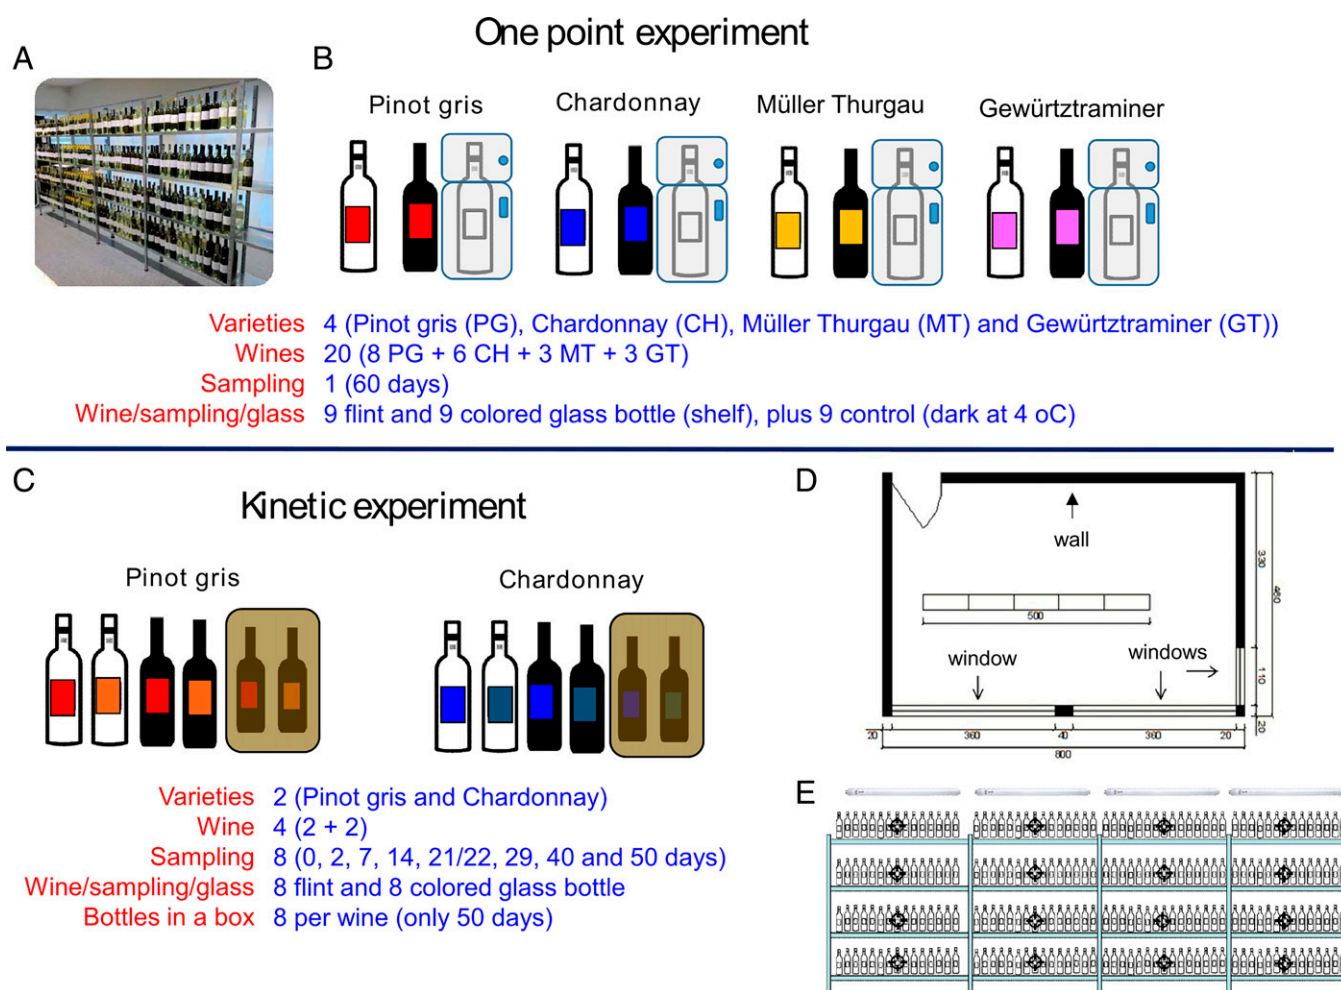 One point experiment
A
B
Pinot gris
Chardonnay
Müller Thurgau
Gewürtztraminer
Varieties 4 (Pinot gris (PG), Chardonnay (CH), Müller Thurgau (MT) and Gewürtztraminer (GT))
Wines 20 (8 PG + 6 CH + 3 MT + 3 GT)
Sampling 1 (60 days)
Wine/sampling/glass 9 flint and 9 colored glass bottle (shelf), plus 9 control (dark at 4 oC)
C
Kinetic experiment
Pinot gris
Chardonnay
Varieties 2 (Pinot gris and Chardonnay)
Wine 4 (2 + 2)
Sampling 8 (0, 2, 7, 14, 21/22, 29, 40 and 50 days)
Wine/sampling/glass 8 flint and 8 colored glass bottle
Bottles in a box 8 per wine (only 50 days)
D
wall
330
460
500
window
windows
110
20
20
360
40
360
20
800
E